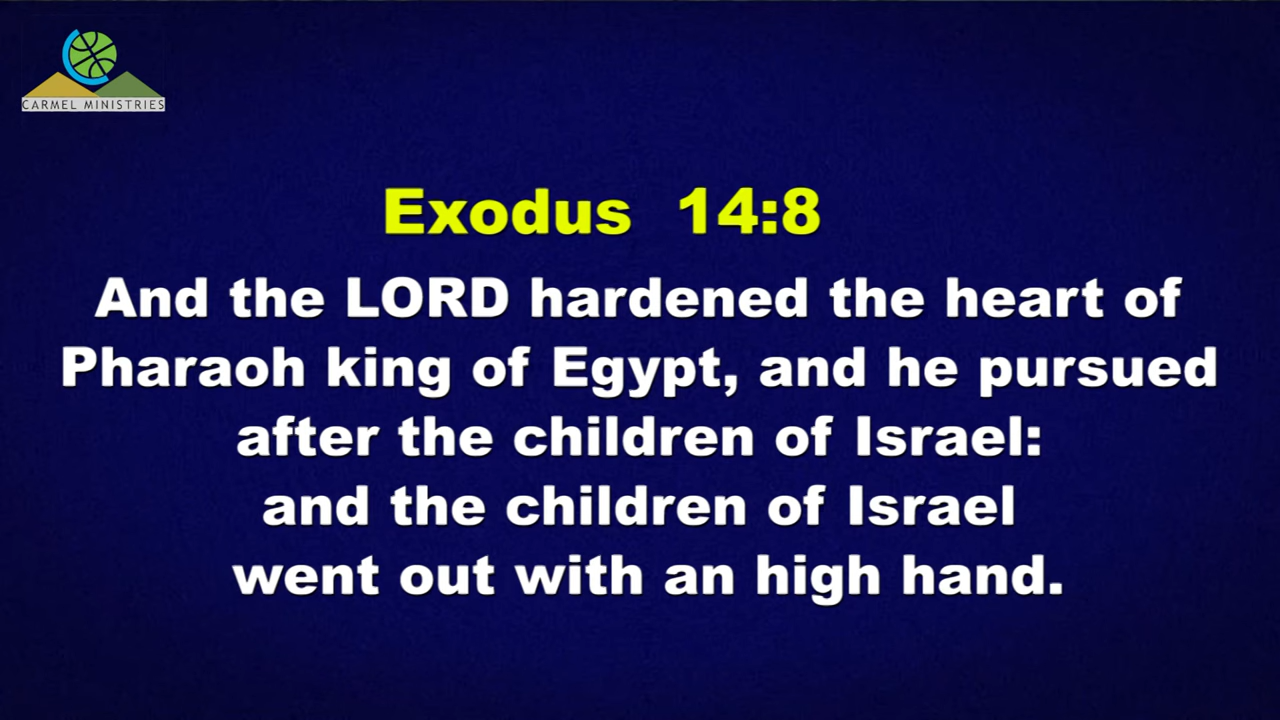 CARMEL MINISTRIES
Exodus 14:8
And the LORD hardened the heart of
Pharaoh king of Egypt, and he pursued
after the children of Israel:
and the children of Israel
went out with an high hand.